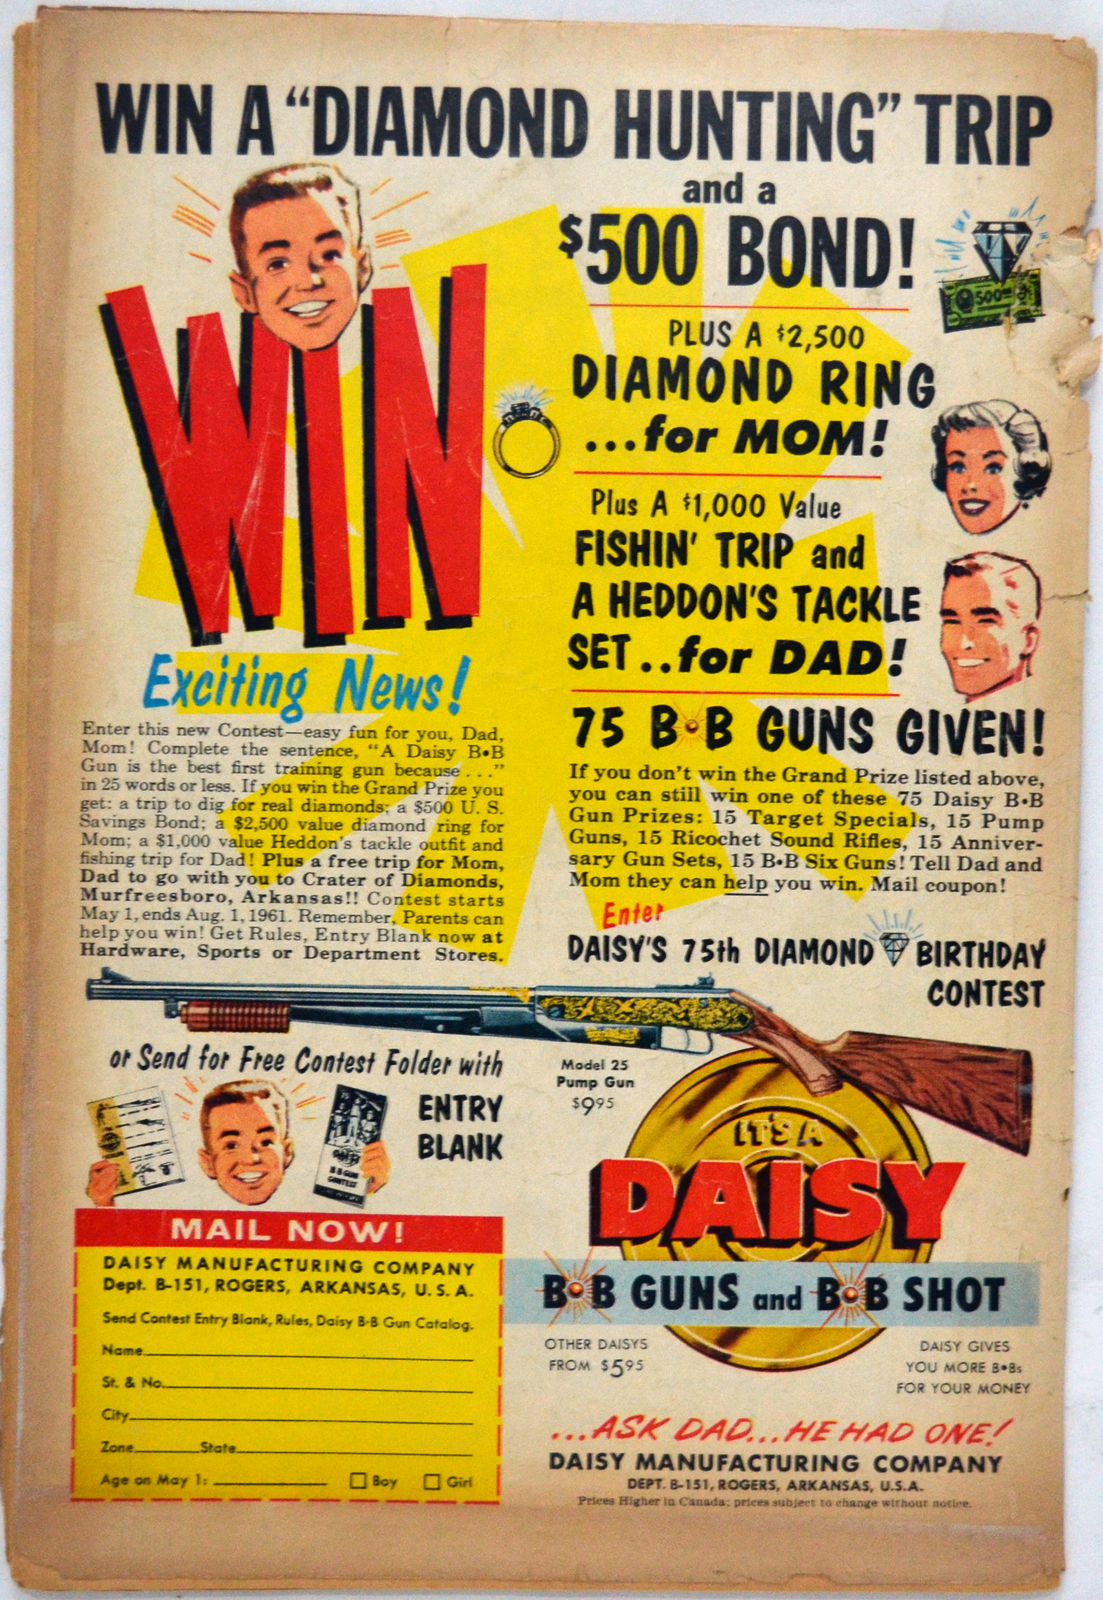 WIN A “DIAMOND HUNTING” TRIP
and a
$500 BOND!
500
WIN
PLUS A $2,500
DIAMOND RING
...for MOM!
Plus A $1,000 Value
FISHIN' TRIP and
A HEDDON'S TACKLE
SET..for DAD!
Exciting News!
Enter this new Contest—easy fun for you, Dad,
Mom! Complete the sentence, “A Daisy B•B
Gun is the best first training gun because...”
in 25 words or less. If you win the Grand Prize you
get: a trip to dig for real diamonds; a $500 U. S.
Savings Bond; a $2,500 value diamond ring for
Mom; a $1,000 value Heddon's tackle outfit and
fishing trip for Dad! Plus a free trip for Mom,
Dad to go with you to Crater of Diamonds,
Murfreesboro, Arkansas!! Contest starts
May 1, ends Aug. 1, 1961. Remember, Parents can
help you win! Get Rules, Entry Blank now at
Hardware, Sports or Department Stores.
75 B•B GUNS GIVEN!
If you don't win the Grand Prize listed above,
you can still win one of these 75 Daisy B•B
Gun Prizes: 15 Target Specials, 15 Pump
Guns, 15 Ricochet Sound Rifles, 15 Anniver-
sary Gun Sets, 15 B•B Six Guns! Tell Dad and
Mom they can help you win. Mail coupon!
Enter
DAISY'S 75th DIAMOND BIRTHDAY
CONTEST
or Send for Free Contest Folder with
ENTRY
BLANK
DAISY
B•B GUN
CONTEST
Model 25
Pump Gun
$9.95
IT'S A
DAISY
B•B GUNS and B•B SHOT
OTHER DAISYS
FROM $5.95
DAISY GIVES
YOU MORE B•Bs
FOR YOUR MONEY
...ASK DAD...HE HAD ONE!
DAISY MANUFACTURING COMPANY
DEPT. B-151, ROGERS, ARKANSAS, U.S.A.
Prices Higher in Canada; prices subject to change without notice.
MAIL NOW!
DAISY MANUFACTURING COMPANY
Dept. B-151, ROGERS, ARKANSAS, U. S. A.
Send Contest Entry Blank, Rules, Daisy B•B Gun Catalog.
Name
St. & No.
City
Zone State
Age on May 1: Boy Girl